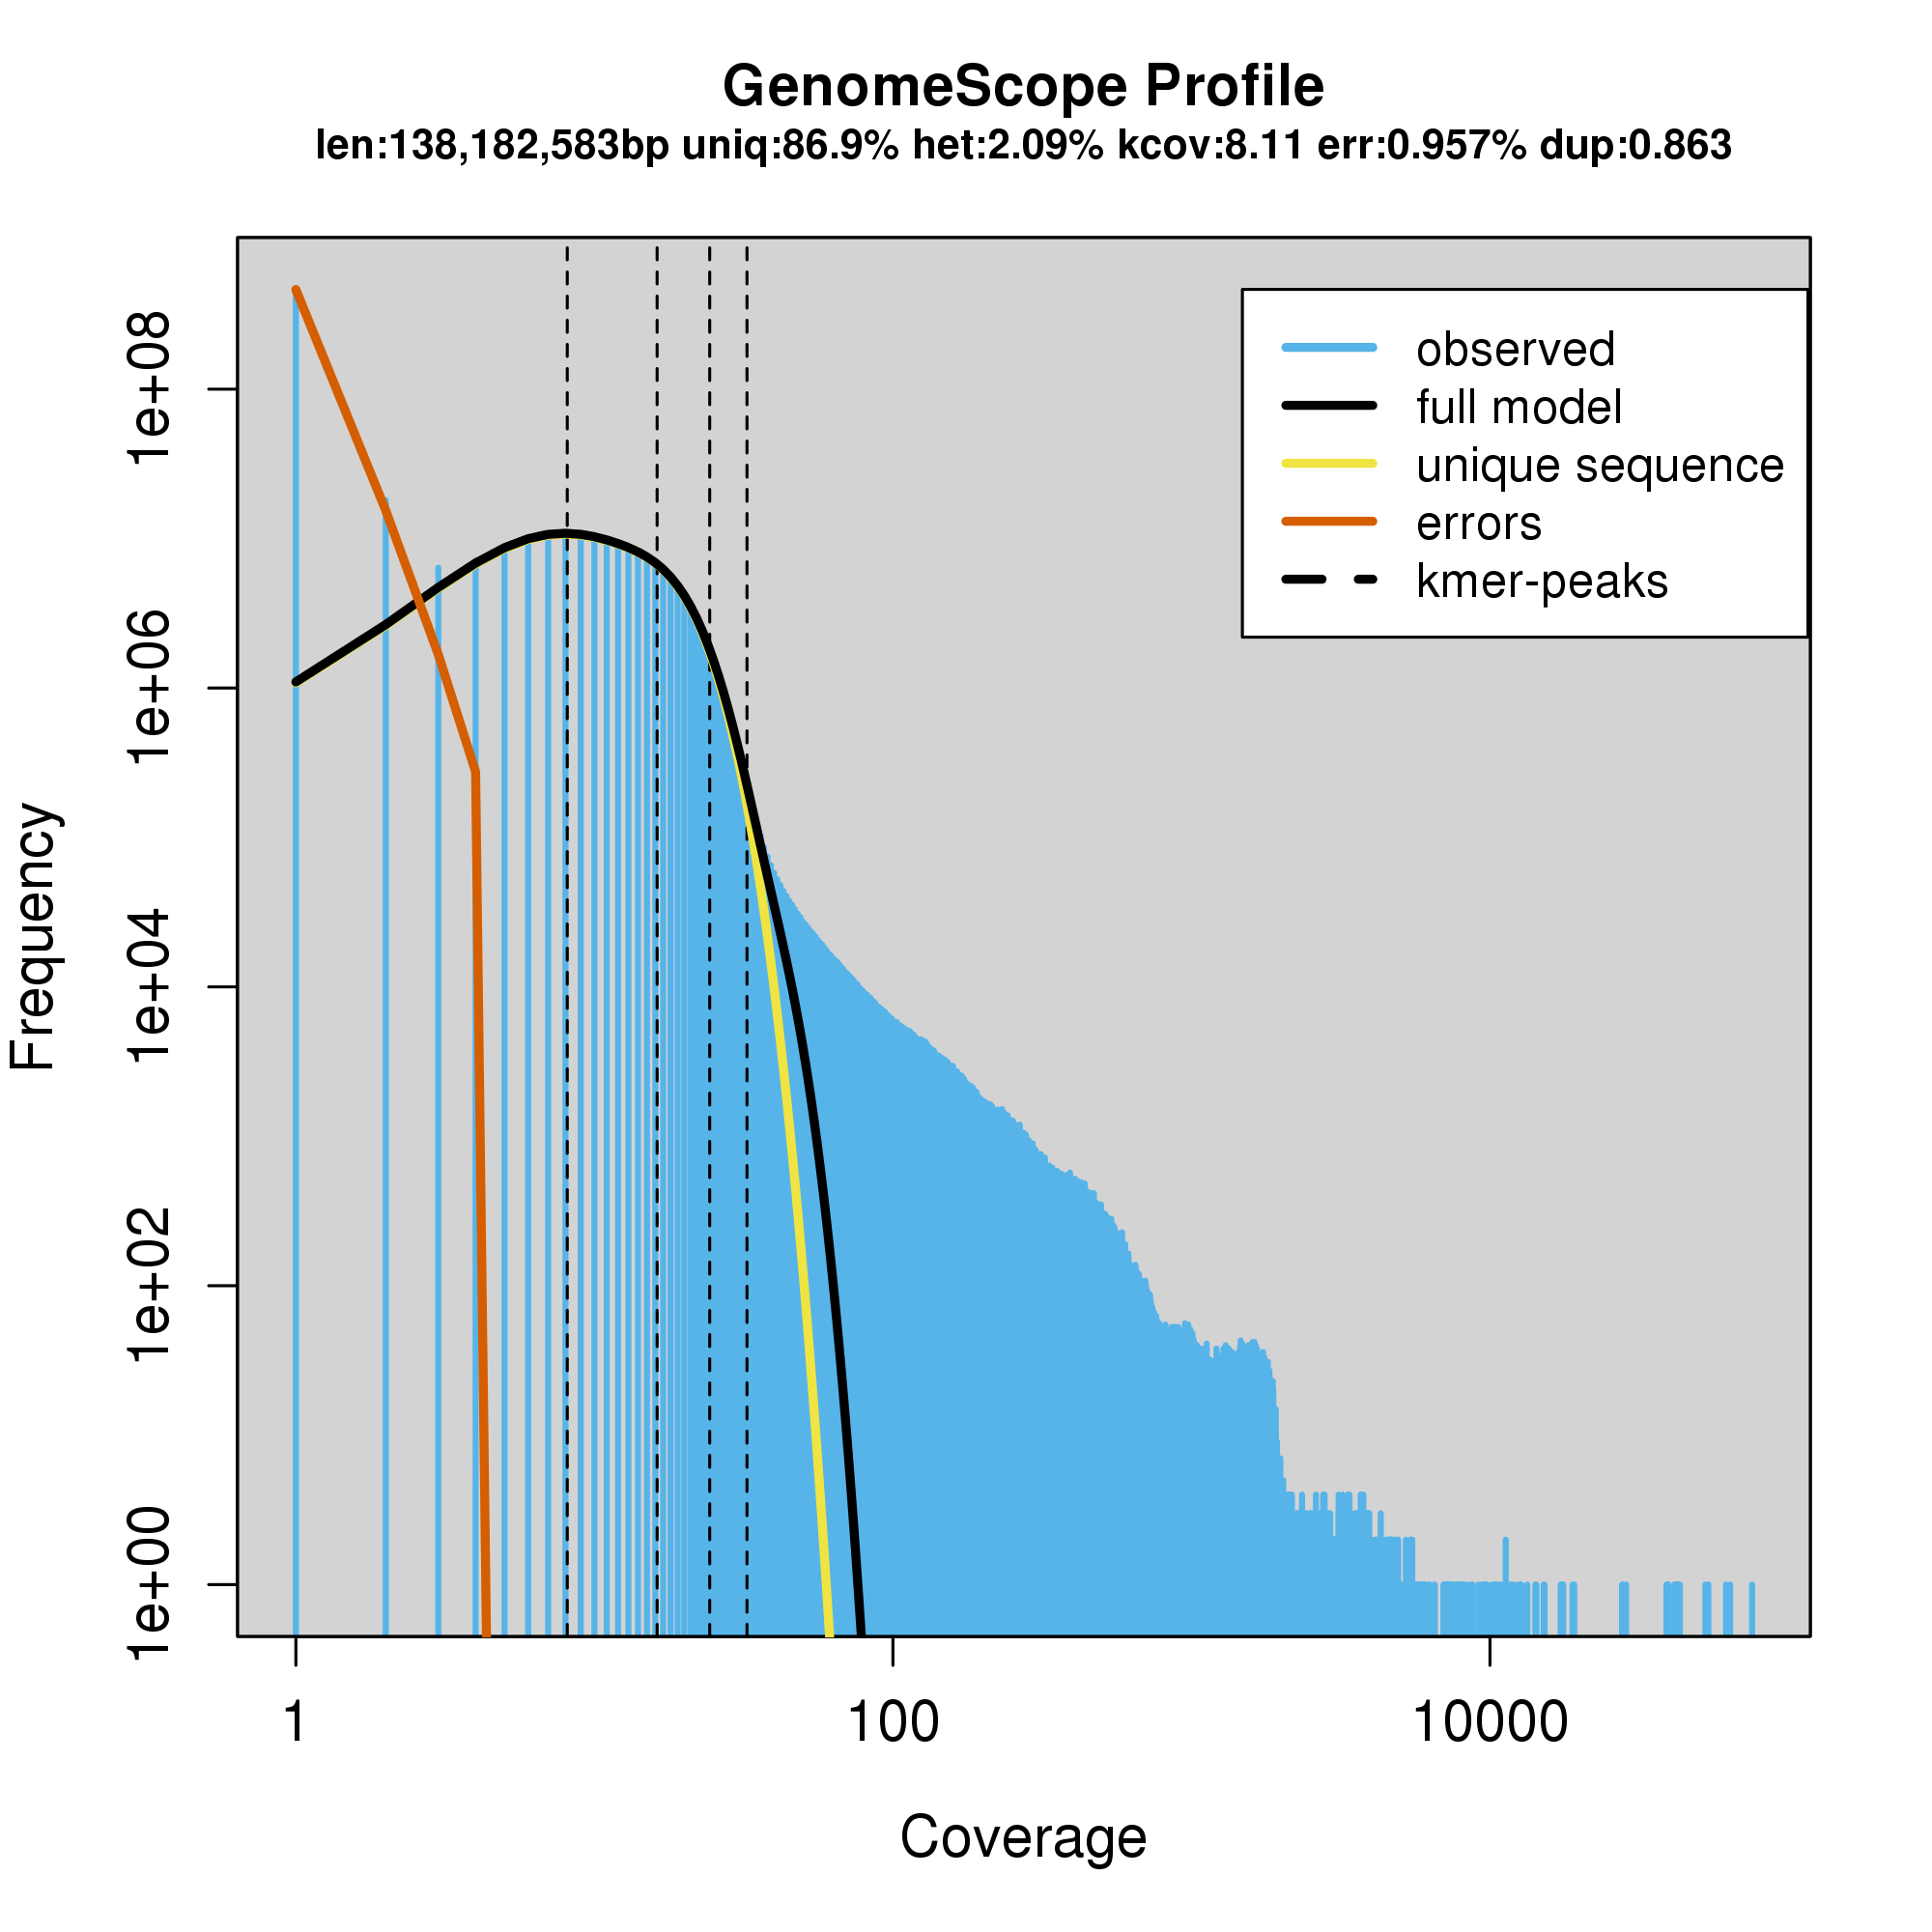 GenomeScope Profile
len:138,182,583bp uniq:86.9% het:2.09% kcov:8.11 err:0.957% dup:0.863
observed
full model
unique sequence
errors
kmer-peaks
Frequency
1e+08
1e+06
1e+04
1e+02
1e+00
1 100 10000
Coverage